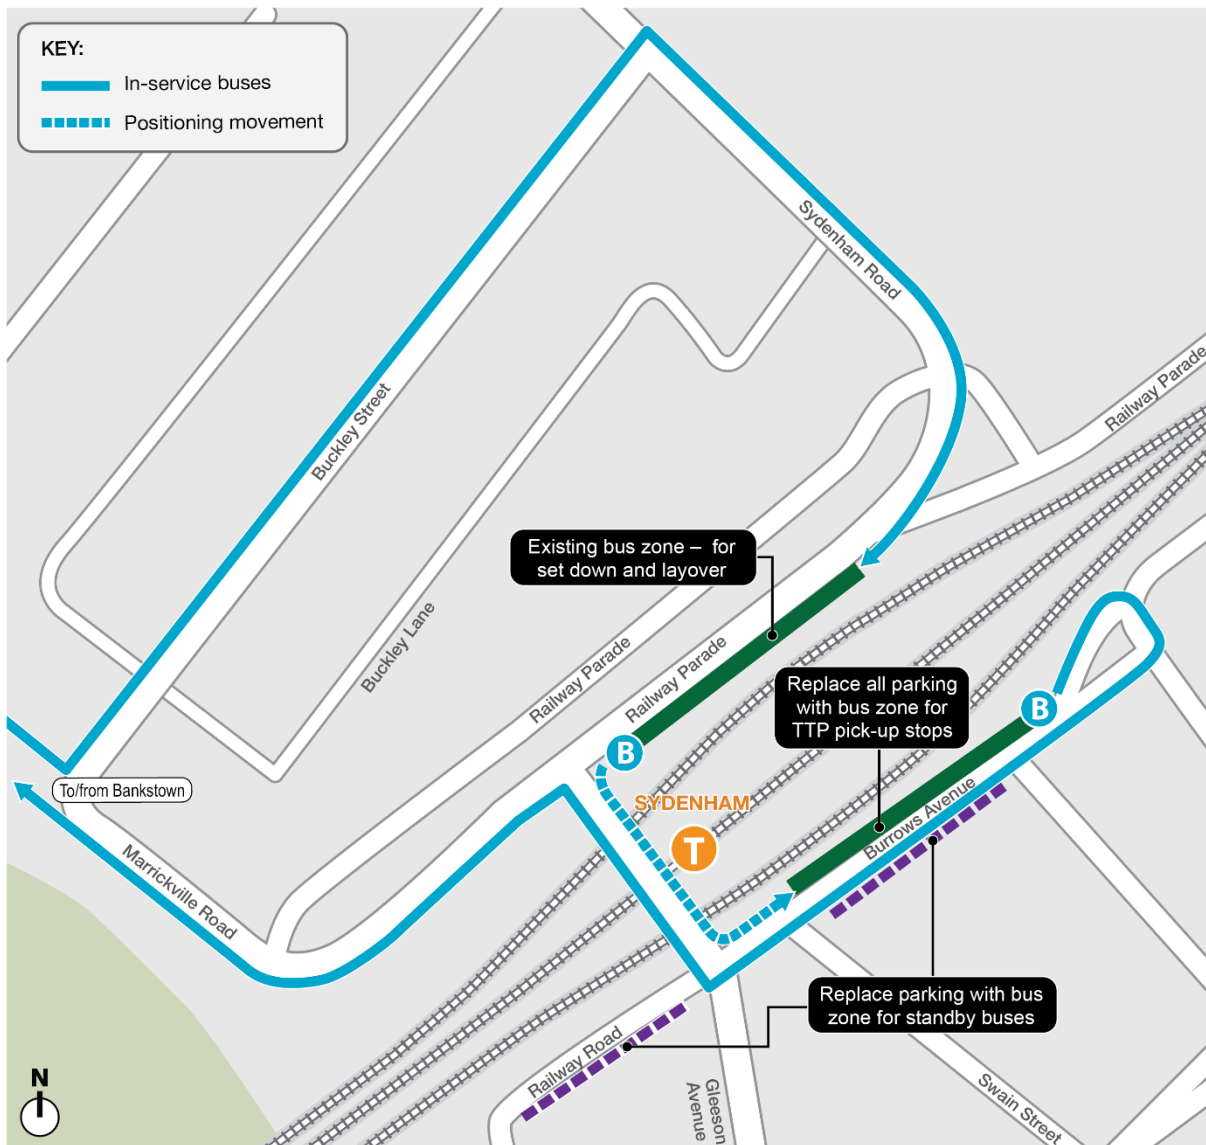 KEY:
In-service buses
Positioning movement
Sydenham Road
Buckley Street
Railway Parade
Existing bus zone – for
set down and layover
Buckley Lane
Railway Parade
Railway Parade
Replace all parking
with bus zone for
TTP pick-up stops
B
B
To/from Bankstown
SYDENHAM
T
Burrows Avenue
Marrickville Road
Replace parking with bus
zone for standby buses
Railway Road
Gleeson
Avenue
Swain Street
N